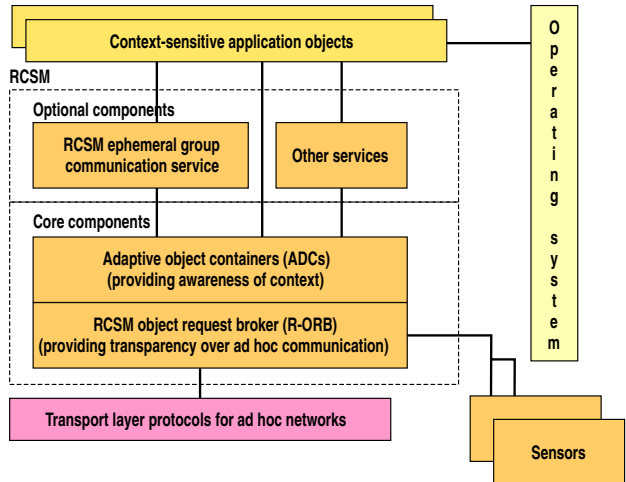 Context-sensitive application objects
RCSM
Optional components
RCSM ephemeral group
communication service
Other services
Core components
Adaptive object containers (ADCs)
(providing awareness of context)
RCSM object request broker (R-ORB)
(providing transparency over ad hoc communication)
Transport layer protocols for ad hoc networks
Sensors
Operating system